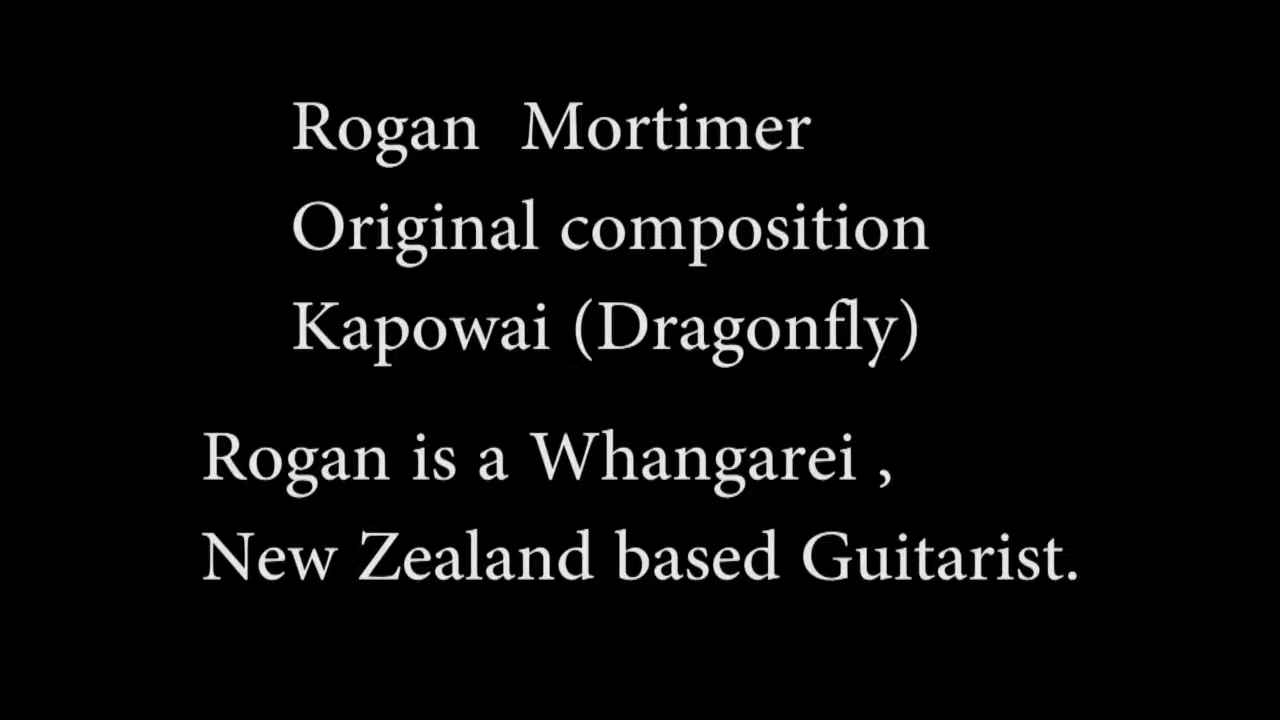 Rogan Mortimer
Original composition
Kapowai (Dragonfly)
Rogan is a Whangarei ,
New Zealand based Guitarist.